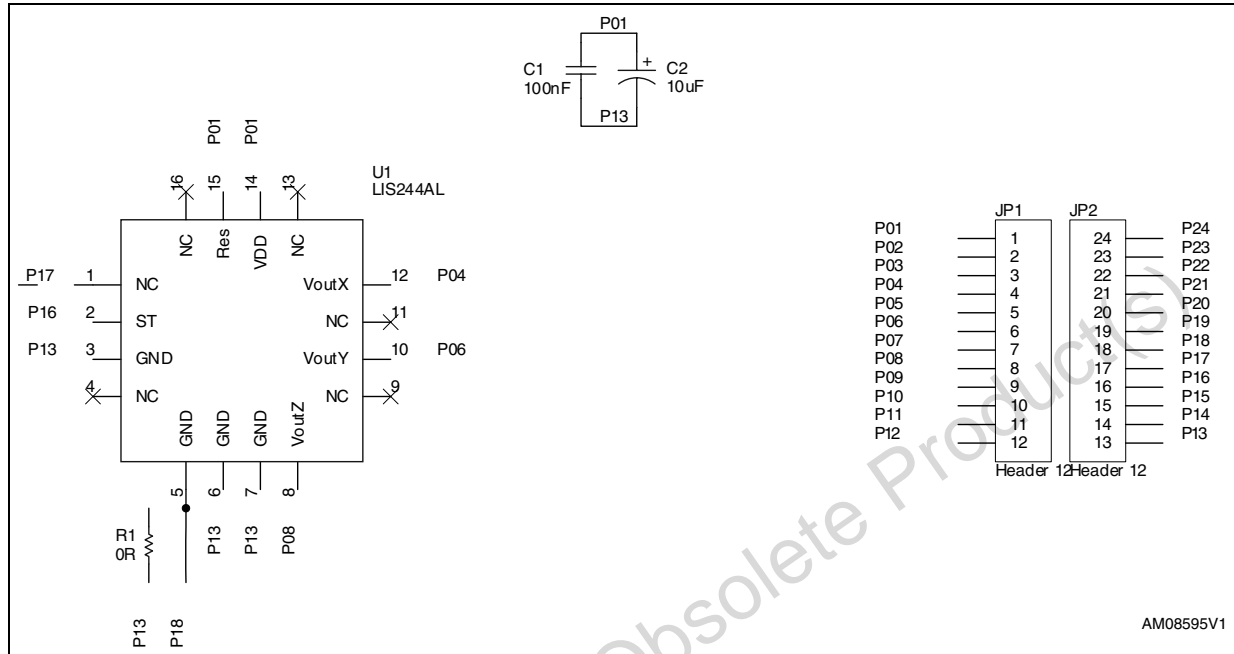 P01
C1
100nF
+
C2
10uF
P13
P01
P01
U1
LIS244AL
16
15
14
13
NC
Res
VDD
NC
P17
1
NC
VoutX
12
P04
P16
2
ST
NC
11
P13
3
GND
VoutY
10
P06
4
NC
NC
9
GND
GND
GND
VoutZ
5
6
7
8
R1
0R
P13
P13
P08
P13
P18
JP1
JP2
P01
1
24
P24
P02
2
23
P23
P03
3
22
P22
P04
4
21
P21
P05
5
20
P20
P06
6
19
P19
P07
7
18
P18
P08
8
17
P17
P09
9
16
P16
P10
10
15
P15
P11
11
14
P14
P12
12
13
P13
Header 12
Header 12
Obsolete Product(s)
AM08595V1